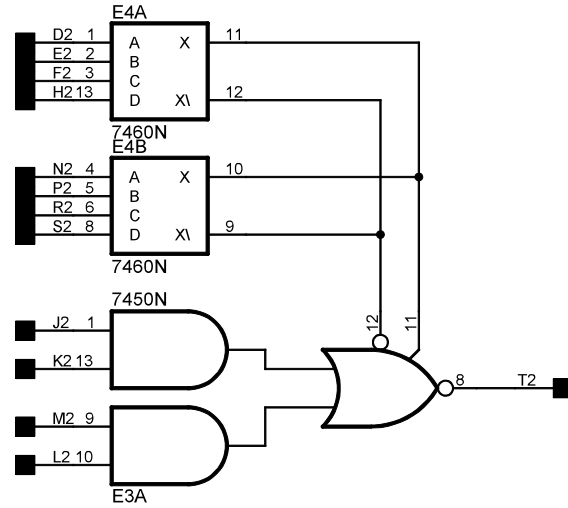 E4A
D2 1 A X 11
E2 2 B
F2 3 C
H2 13 D X\ 12
7460N
E4B
N2 4 A X 10
P2 5 B
R2 6 C
S2 8 D X\ 9
7460N
7450N
J2 1
12
11
K2 13
8 T2
M2 9
L2 10
E3A